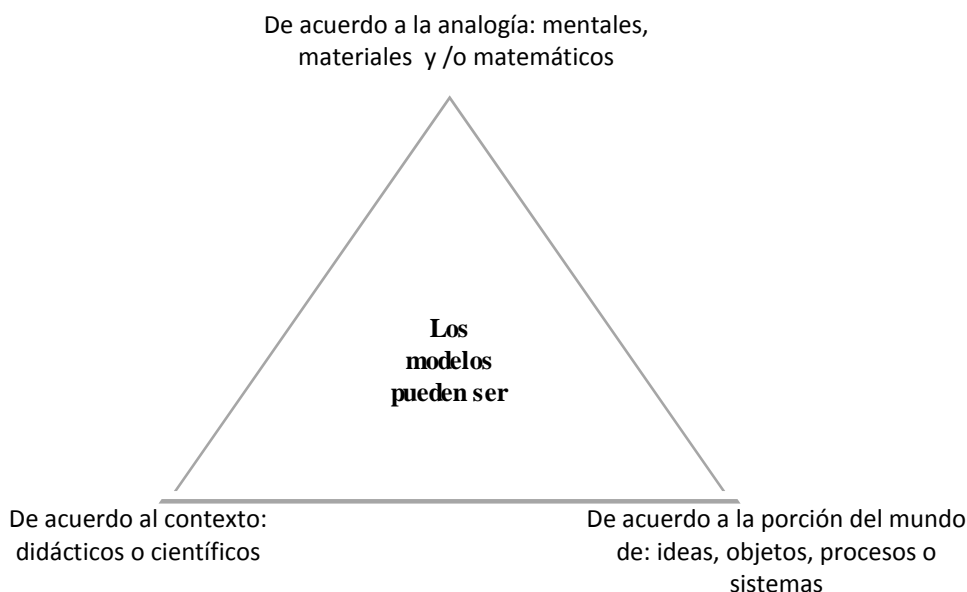 De acuerdo a la analogía: mentales,
materiales y /o matemáticos
Los
modelos
pueden ser
De acuerdo al contexto:
didácticos o científicos
De acuerdo a la porción del mundo
de: ideas, objetos, procesos o
sistemas